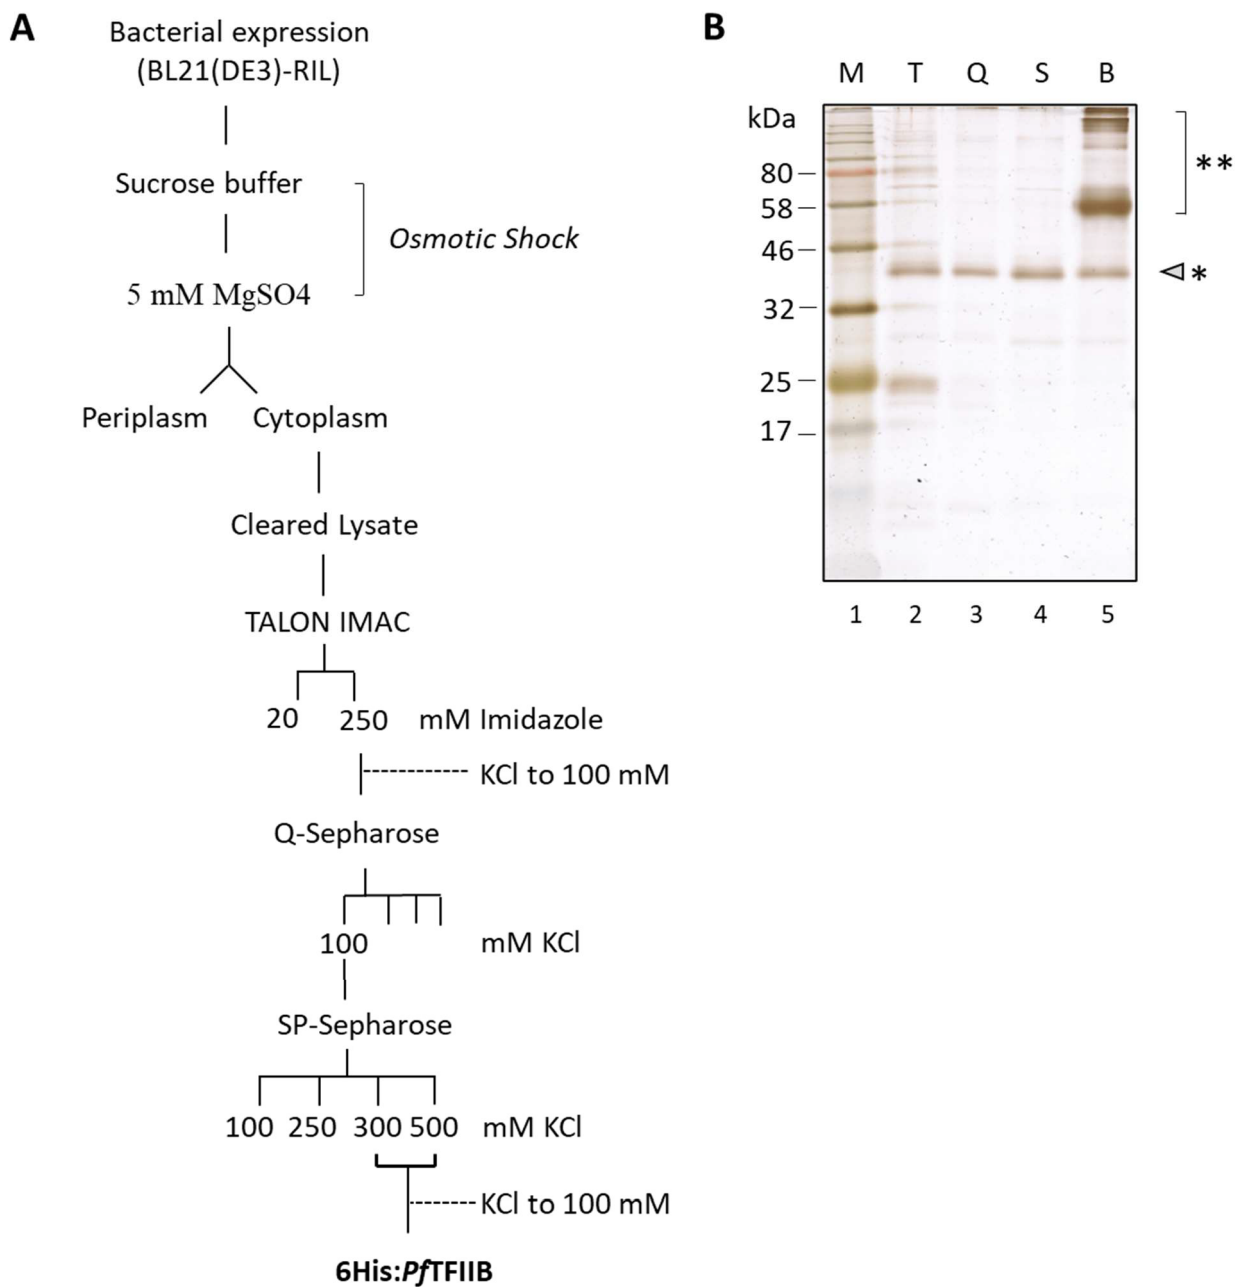 A
Bacterial expression
(BL21(DE3)-RIL)
Sucrose buffer
Osmotic Shock
5 mM MgSO4
Periplasm Cytoplasm
Cleared Lysate
TALON IMAC
20 250 mM Imidazole
KCl to 100 mM
Q-Sepharose
100 mM KCl
SP-Sepharose
100 250 300 500 mM KCl
KCl to 100 mM
6His:PfTFIIB
B
M T Q S B
kDa
80
58
46
32
25
17
**
*
1 2 3 4 5